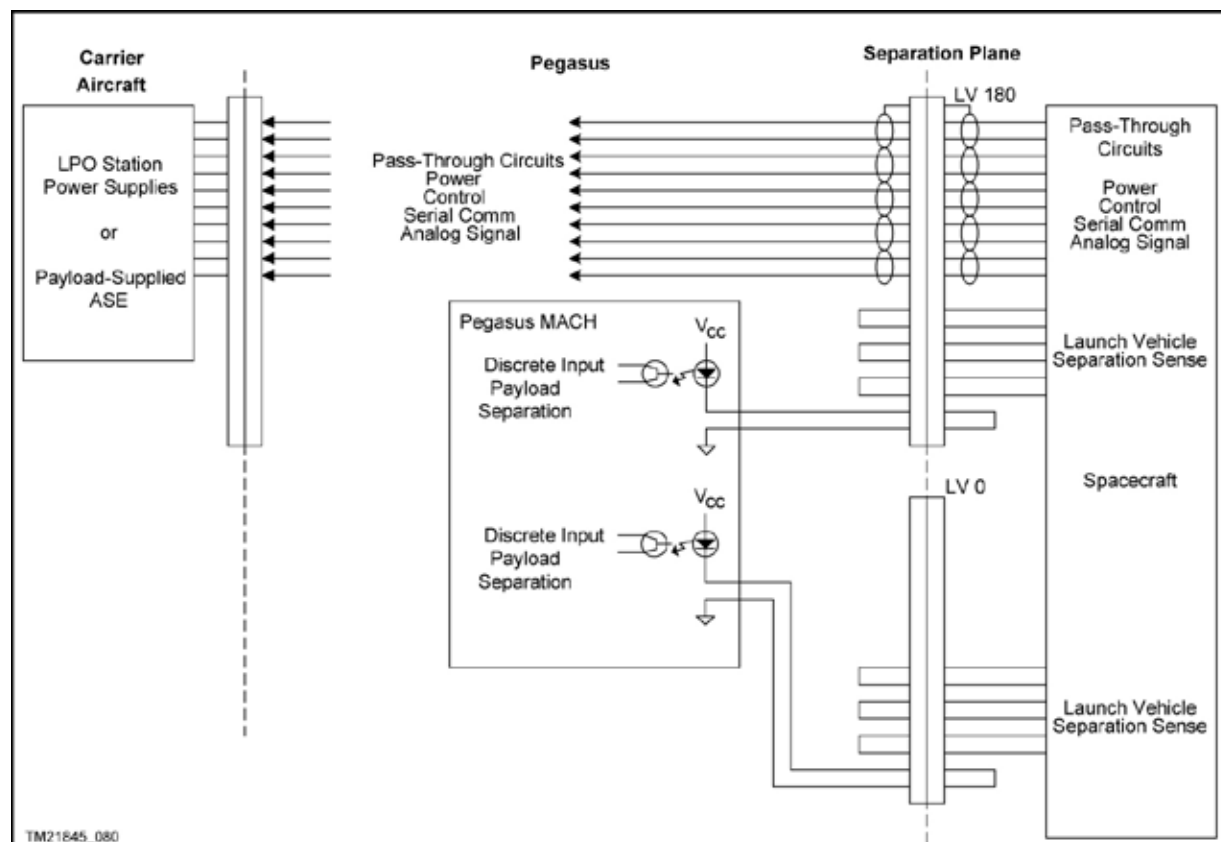 Carrier
Aircraft
Pegasus
Separation Plane
LV 180
LPO Station
Power Supplies
or
Payload-Supplied
ASE
Pass-Through Circuits
Power
Control
Serial Comm
Analog Signal
Pass-Through
Circuits
Power
Control
Serial Comm
Analog Signal
Pegasus MACH
VCC
Discrete Input
Payload
Separation
Launch Vehicle
Separation Sense
VCC
Discrete Input
Payload
Separation
LV 0
Spacecraft
Launch Vehicle
Separation Sense
TM21845_080